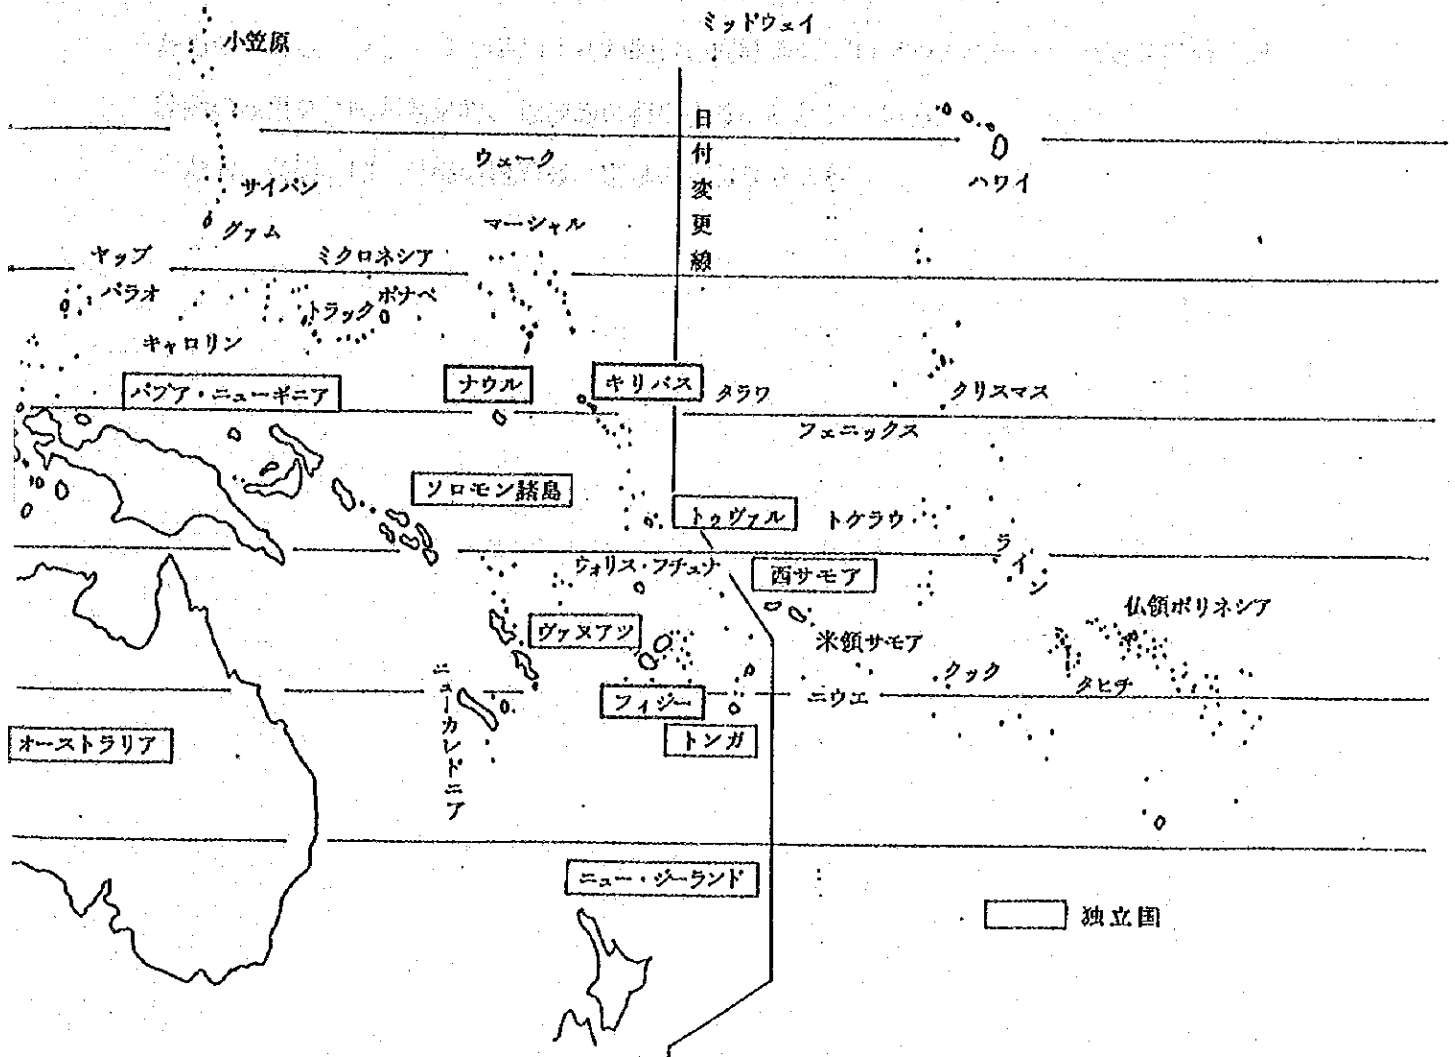 ミッドウェイ
小笠原
日付変更線
ウェーク
ハワイ
サイパン
グァム
マーシャル
ヤップ
ミクロネシア
パラオ
トラック
ポナペ
キャロリン
パプア・ニューギニア
ナウル
キリバス
タラワ
クリスマス
フェニックス
ソロモン諸島
トゥヴァル
トケラウ
ライン
ウォリス・フチュナ
西サモア
仏領ポリネシア
ヴァヌアツ
米領サモア
ニューカレドニア
クック
タヒチ
フィジー
ニウエ
オーストラリア
トンガ
ニュー・ジーランド
独立国